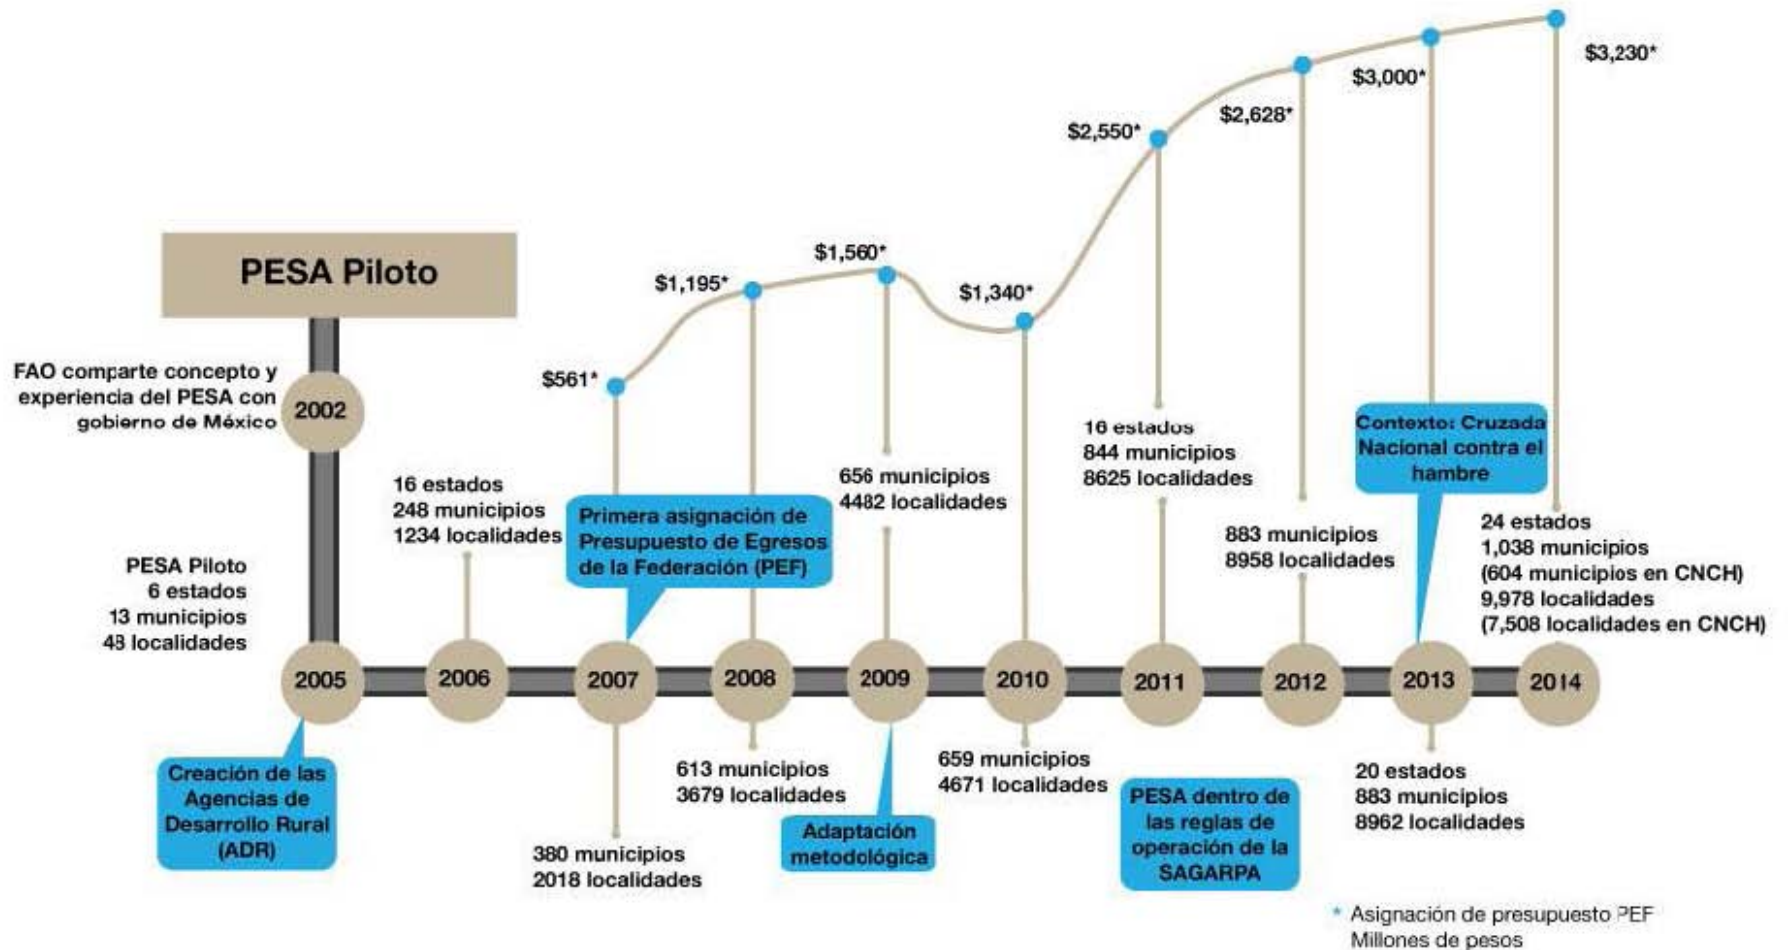 PESA Piloto
FAO comparte concepto y
experiencia del PESA con
gobierno de México
2002
PESA Piloto
6 estados
13 municipios
48 localidades
16 estados
248 municipios
1234 localidades
$561*
Primera asignación de
Presupuesto de Egresos
de la Federación (PEF)
$1,195*
$1,560*
656 municipios
4482 localidades
$1,340*
$2,550*
16 estados
844 municipios
8625 localidades
$2,628*
883 municipios
8958 localidades
$3,000*
Contexto: Cruzada
Nacional contra el
hambre
$3,230*
24 estados
1,038 municipios
(604 municipios en CNCH)
9,978 localidades
(7,508 localidades en CNCH)
2005
2006
2007
2008
2009
2010
2011
2012
2013
2014
Creación de las
Agencias de
Desarrollo Rural
(ADR)
380 municipios
2018 localidades
613 municipios
3679 localidades
Adaptación
metodológica
659 municipios
4671 localidades
PESA dentro de
las reglas de
operación de la
SAGARPA
20 estados
883 municipios
8962 localidades
* Asignación de presupuesto PEF
Millones de pesos